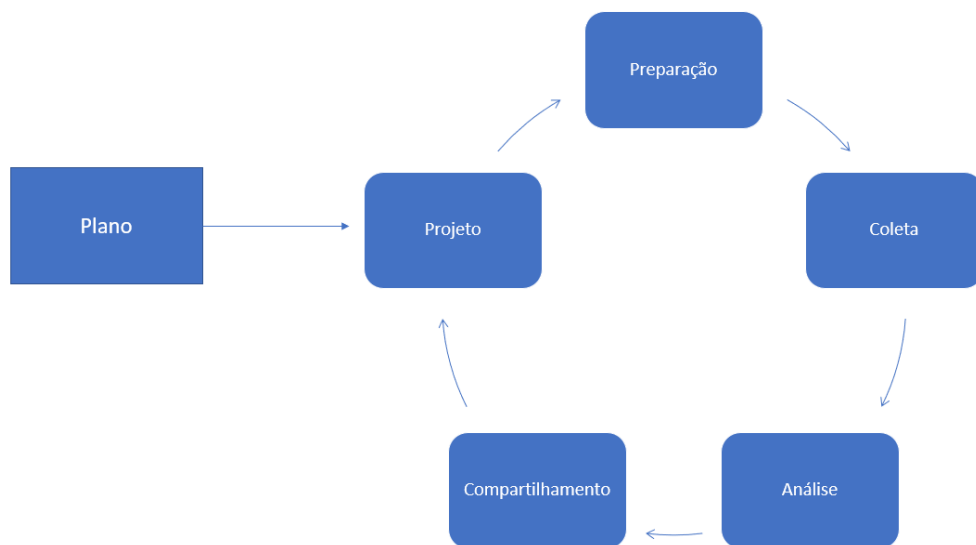 Preparação
Plano
Projeto
Coleta
Compartilhamento
Análise